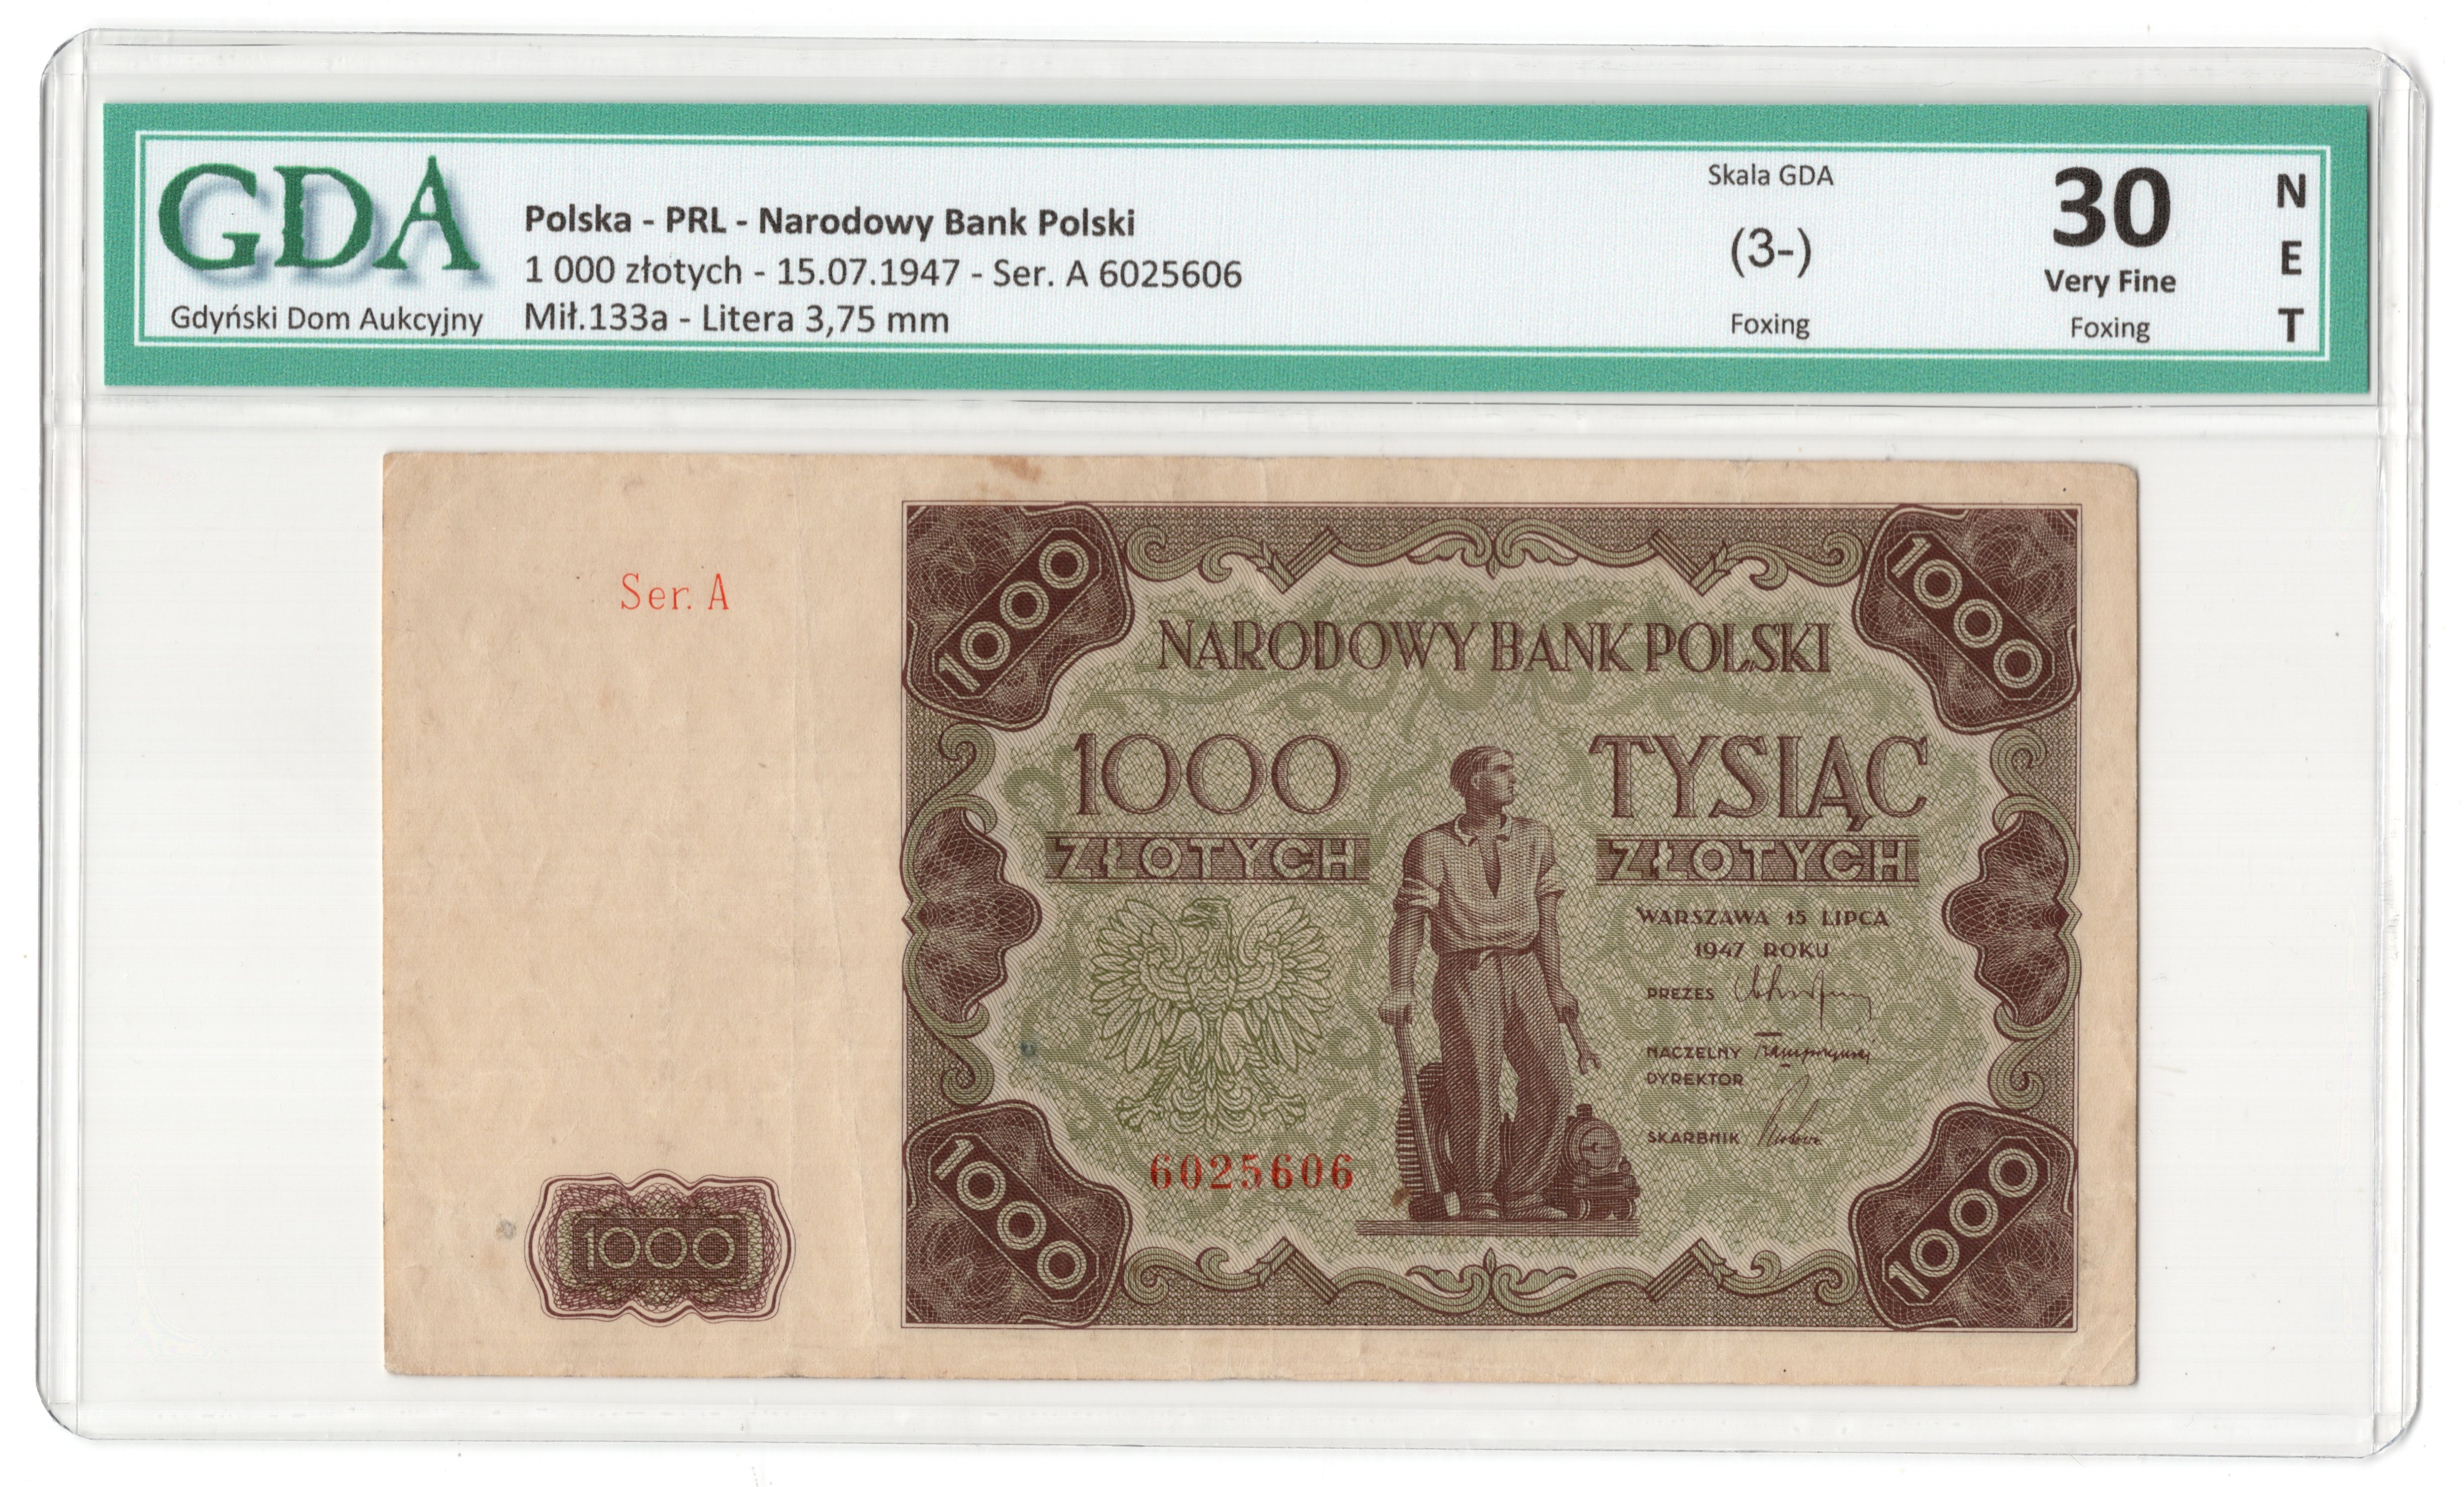 GDA
Gdyński Dom Aukcyjny
Polska - PRL - Narodowy Bank Polski
1 000 złotych - 15.07.1947 - Ser. A 6025606
Mił.133a - Litera 3,75 mm
Skala GDA
(3-)
Foxing
30
Very Fine
Foxing
NET
Ser. A
1000
1000
1000
NARODOWY BANK POLSKI
1000
ZŁOTYCH
TYSIĄC
ZŁOTYCH
WARSZAWA 15 LIPCA
1947 ROKU
PREZES
NACZELNY
DYREKTOR
SKARBNIK
6025606
1000
1000